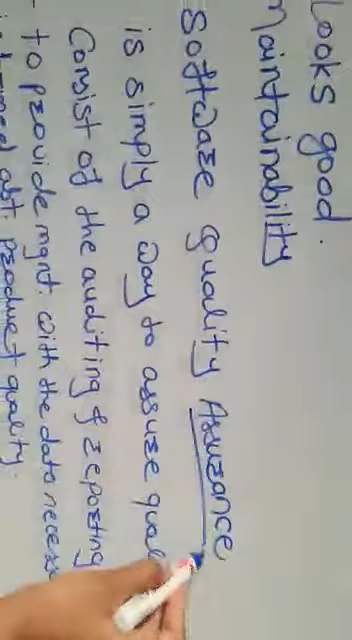 Looks good.
Maintainability
Software Quality Assurance
is simply a way to assure qual
Consist of the auditing & reporting
to provide mgnt. with the data necess
abt. product quality.